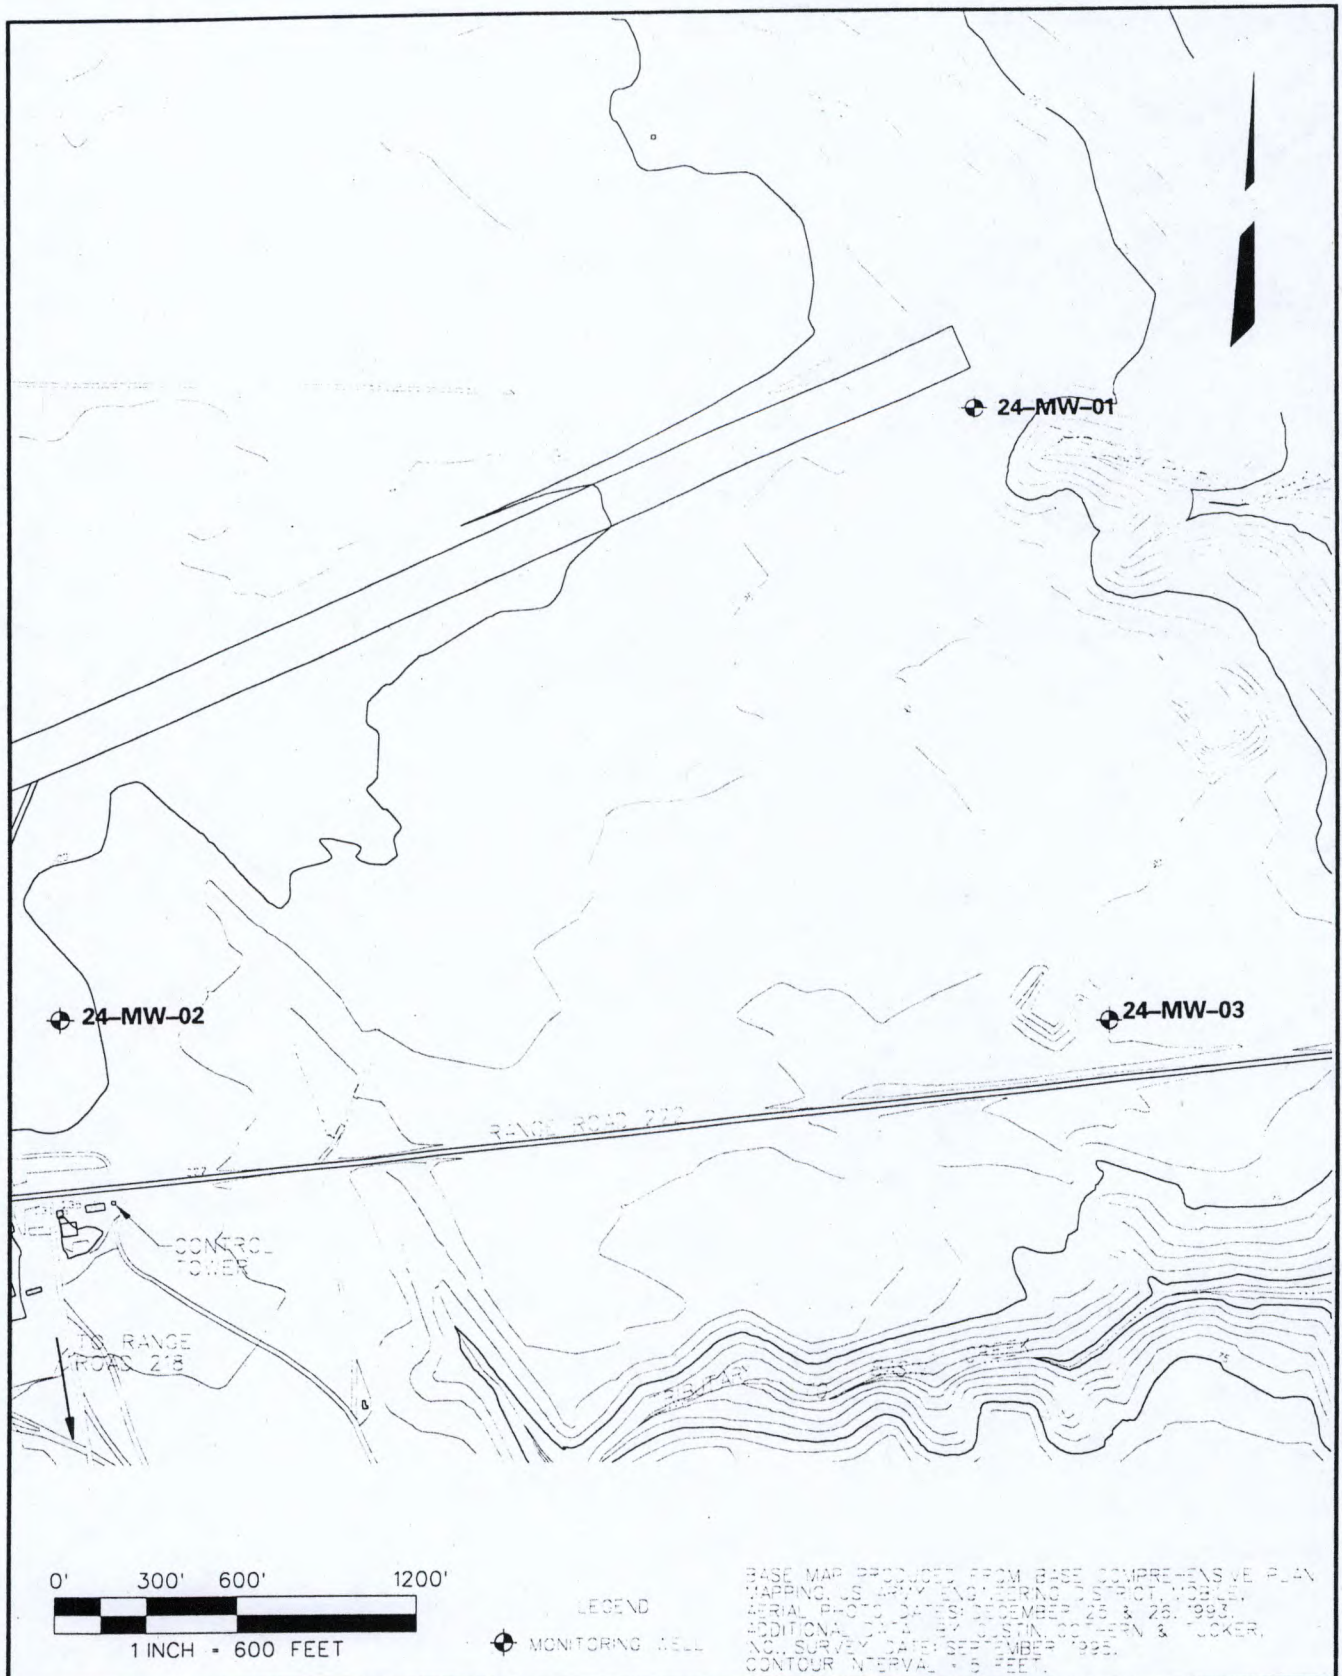 24-MW-01
24-MW-02
24-MW-03
RANGE ROAD 222
CONTROL
TOWER
TO RANGE
ROAD 218
CREEK
75
0' 300' 600' 1200'
1 INCH = 600 FEET
LEGEND
MONITORING WELL
BASE MAP PRODUCED FROM BASE COMPREHENSIVE PLAN
MAPPING, US ARMY ENGINEERING DISTRICT, MOBILE,
AERIAL PHOTO DATES: DECEMBER 25 & 26, 1993.
ADDITIONAL DATA BY GUSTIN, COTHERN & TUCKER,
INC., SURVEY DATE: SEPTEMBER 1995.
CONTOUR INTERVAL = 5 FEET.